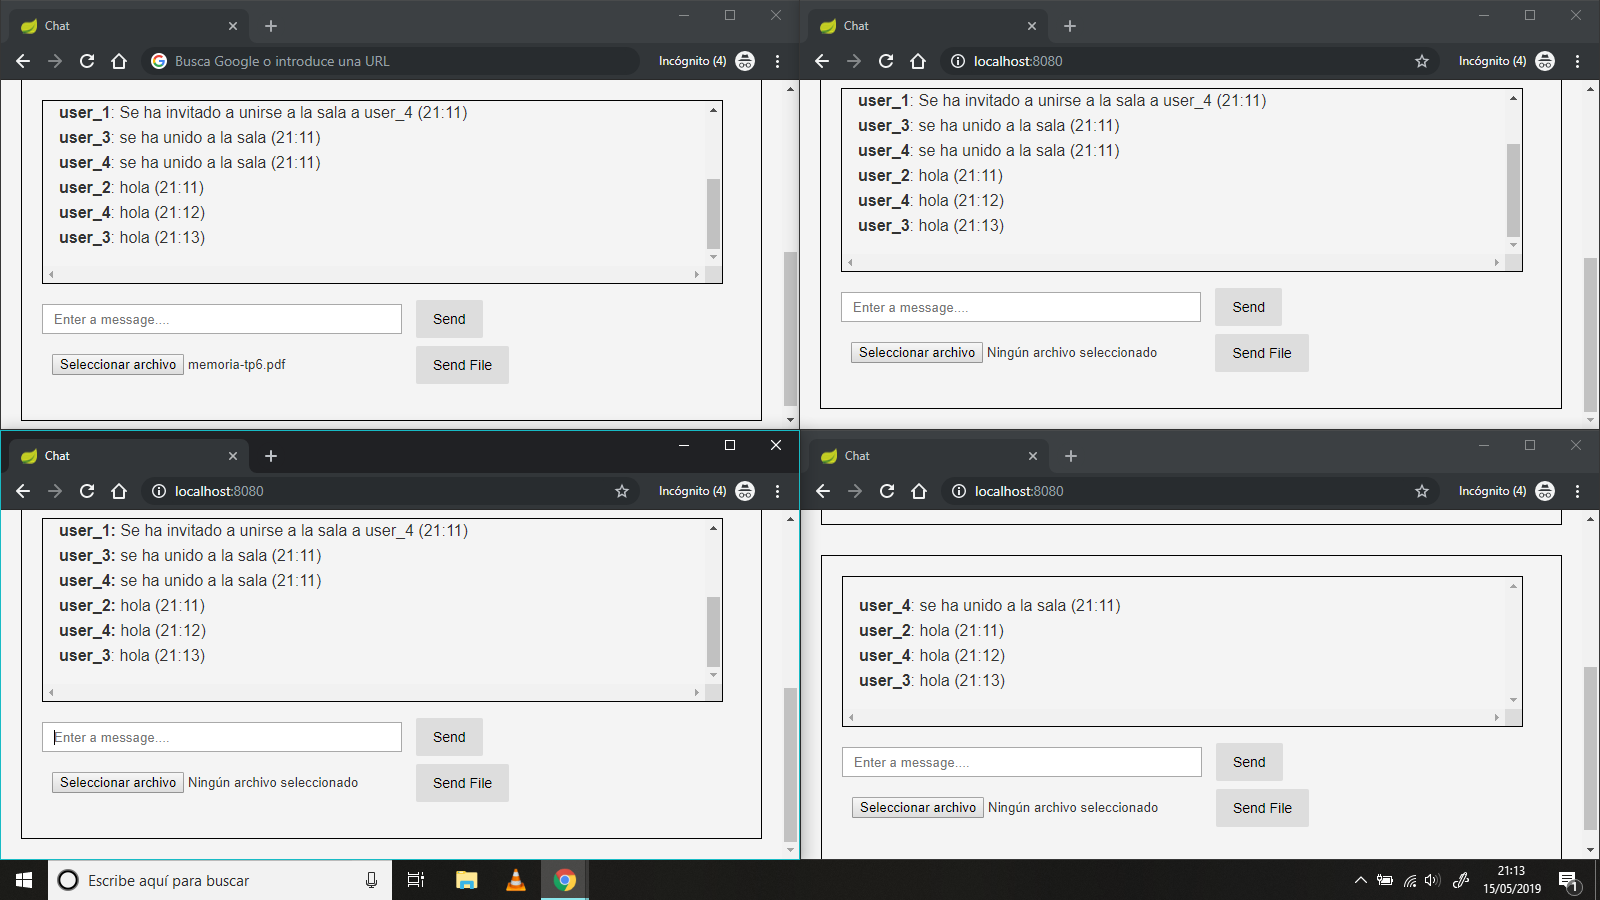 Chat
Busca Google o introduce una URL
Incógnito (4)
user_1: Se ha invitado a unirse a la sala a user_4 (21:11)
user_3: se ha unido a la sala (21:11)
user_4: se ha unido a la sala (21:11)
user_2: hola (21:11)
user_4: hola (21:12)
user_3: hola (21:13)
Enter a message....
Send
Seleccionar archivo memoria-tp6.pdf
Send File
Chat
localhost:8080
Incógnito (4)
user_1: Se ha invitado a unirse a la sala a user_4 (21:11)
user_3: se ha unido a la sala (21:11)
user_4: se ha unido a la sala (21:11)
user_2: hola (21:11)
user_4: hola (21:12)
user_3: hola (21:13)
Enter a message....
Send
Seleccionar archivo Ningún archivo seleccionado
Send File
Chat
localhost:8080
Incógnito (4)
user_1: Se ha invitado a unirse a la sala a user_4 (21:11)
user_3: se ha unido a la sala (21:11)
user_4: se ha unido a la sala (21:11)
user_2: hola (21:11)
user_4: hola (21:12)
user_3: hola (21:13)
Enter a message....
Send
Seleccionar archivo Ningún archivo seleccionado
Send File
Chat
localhost:8080
Incógnito (4)
user_4: se ha unido a la sala (21:11)
user_2: hola (21:11)
user_4: hola (21:12)
user_3: hola (21:13)
Enter a message....
Send
Seleccionar archivo Ningún archivo seleccionado
Send File
Escribe aquí para buscar
21:13
15/05/2019
1